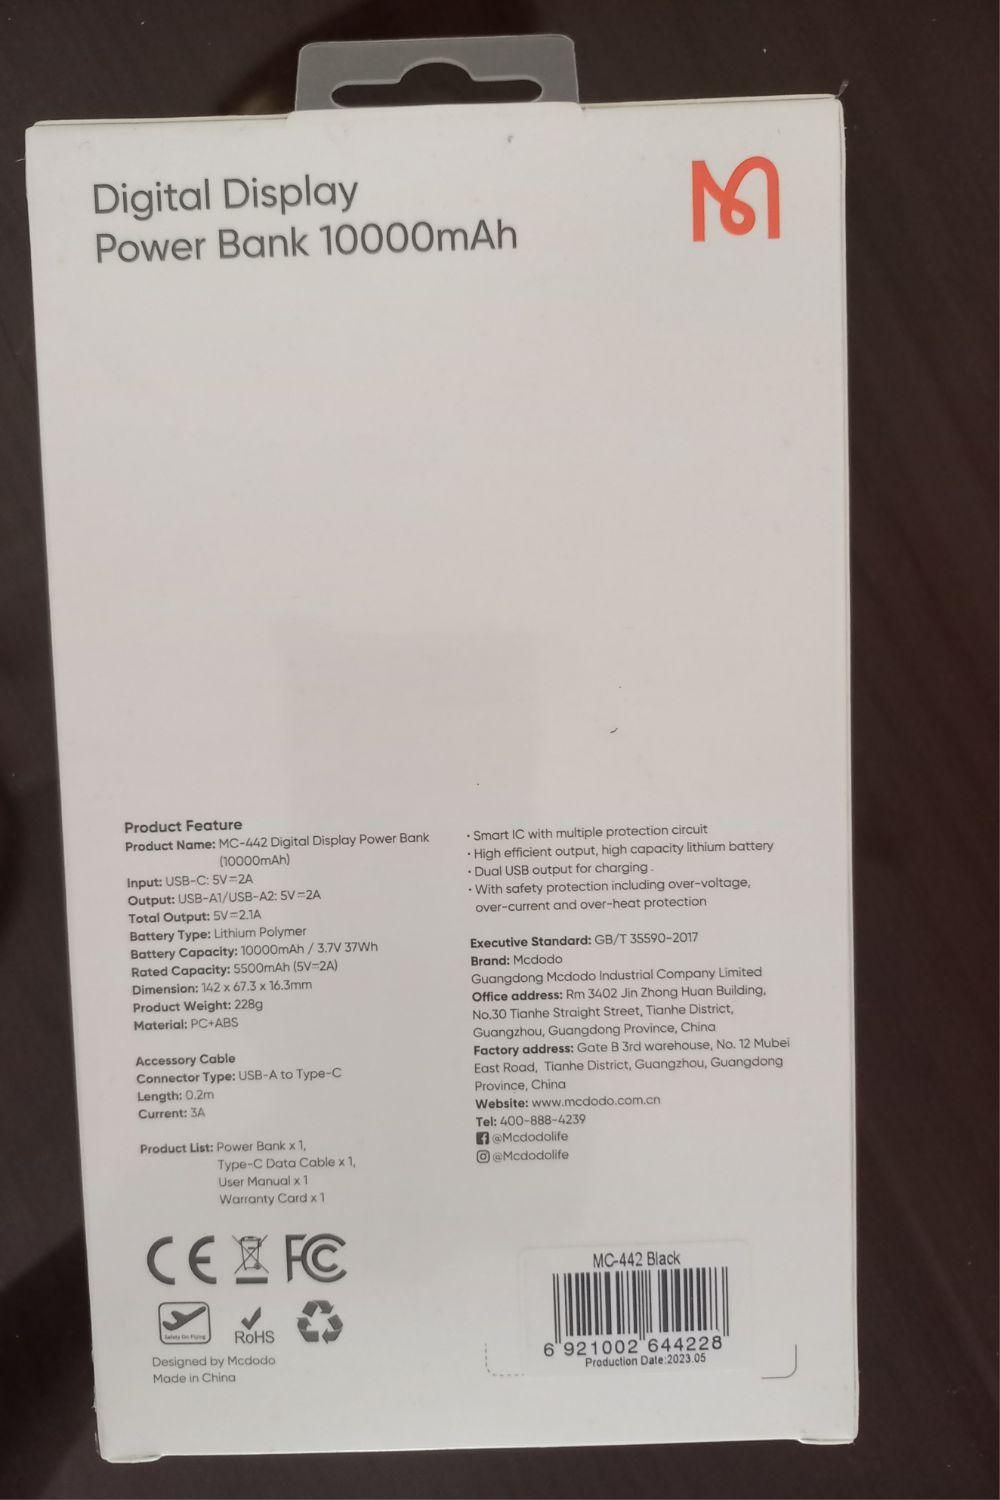 Digital Display
Power Bank 10000mAh
Product Feature
Product Name: MC-442 Digital Display Power Bank
(10000mAh)
Input: USB-C: 5V⎓2A
Output: USB-A1/USB-A2: 5V⎓2A
Total Output: 5V⎓2.1A
Battery Type: Lithium Polymer
Battery Capacity: 10000mAh / 3.7V 37Wh
Rated Capacity: 5500mAh (5V⎓2A)
Dimension: 142 x 67.3 x 16.3mm
Product Weight: 228g
Material: PC+ABS
Accessory Cable
Connector Type: USB-A to Type-C
Length: 0.2m
Current: 3A
Product List: Power Bank x 1,
Type-C Data Cable x 1,
User Manual x 1
Warranty Card x 1
CE FC
Safety On Flying
RoHS
Designed by Mcdodo
Made in China
· Smart IC with multiple protection circuit
· High efficient output, high capacity lithium battery
· Dual USB output for charging .
· With safety protection including over-voltage,
over-current and over-heat protection
Executive Standard: GB/T 35590-2017
Brand: Mcdodo
Guangdong Mcdodo Industrial Company Limited
Office address: Rm 3402 Jin Zhong Huan Building,
No.30 Tianhe Straight Street, Tianhe District,
Guangzhou, Guangdong Province, China
Factory address: Gate B 3rd warehouse, No. 12 Mubei
East Road, Tianhe District, Guangzhou, Guangdong
Province, China
Website: www.mcdodo.com.cn
Tel: 400-888-4239
@Mcdodolife
@Mcdodolife
MC-442 Black
6 921002 644228
Production Date:2023.05